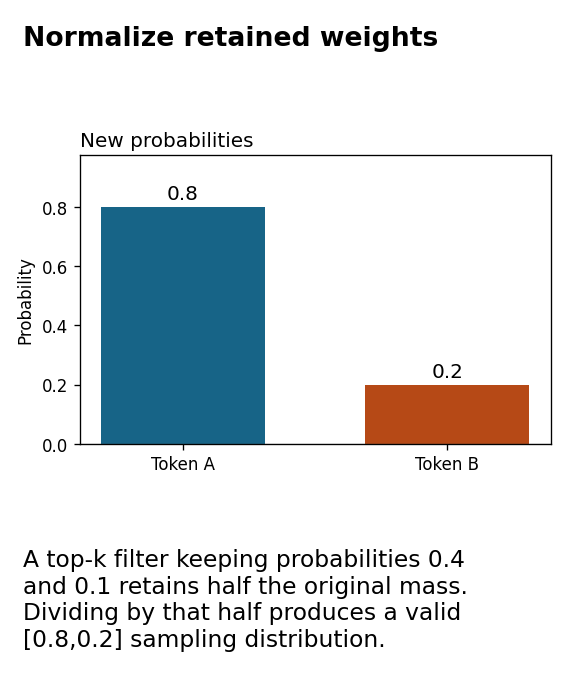 Normalize retained weights
New probabilities
0.8
0.2
Probability
0.8
0.6
0.4
0.2
0.0
Token A
Token B
A top-k filter keeping probabilities 0.4
and 0.1 retains half the original mass.
Dividing by that half produces a valid
[0.8,0.2] sampling distribution.